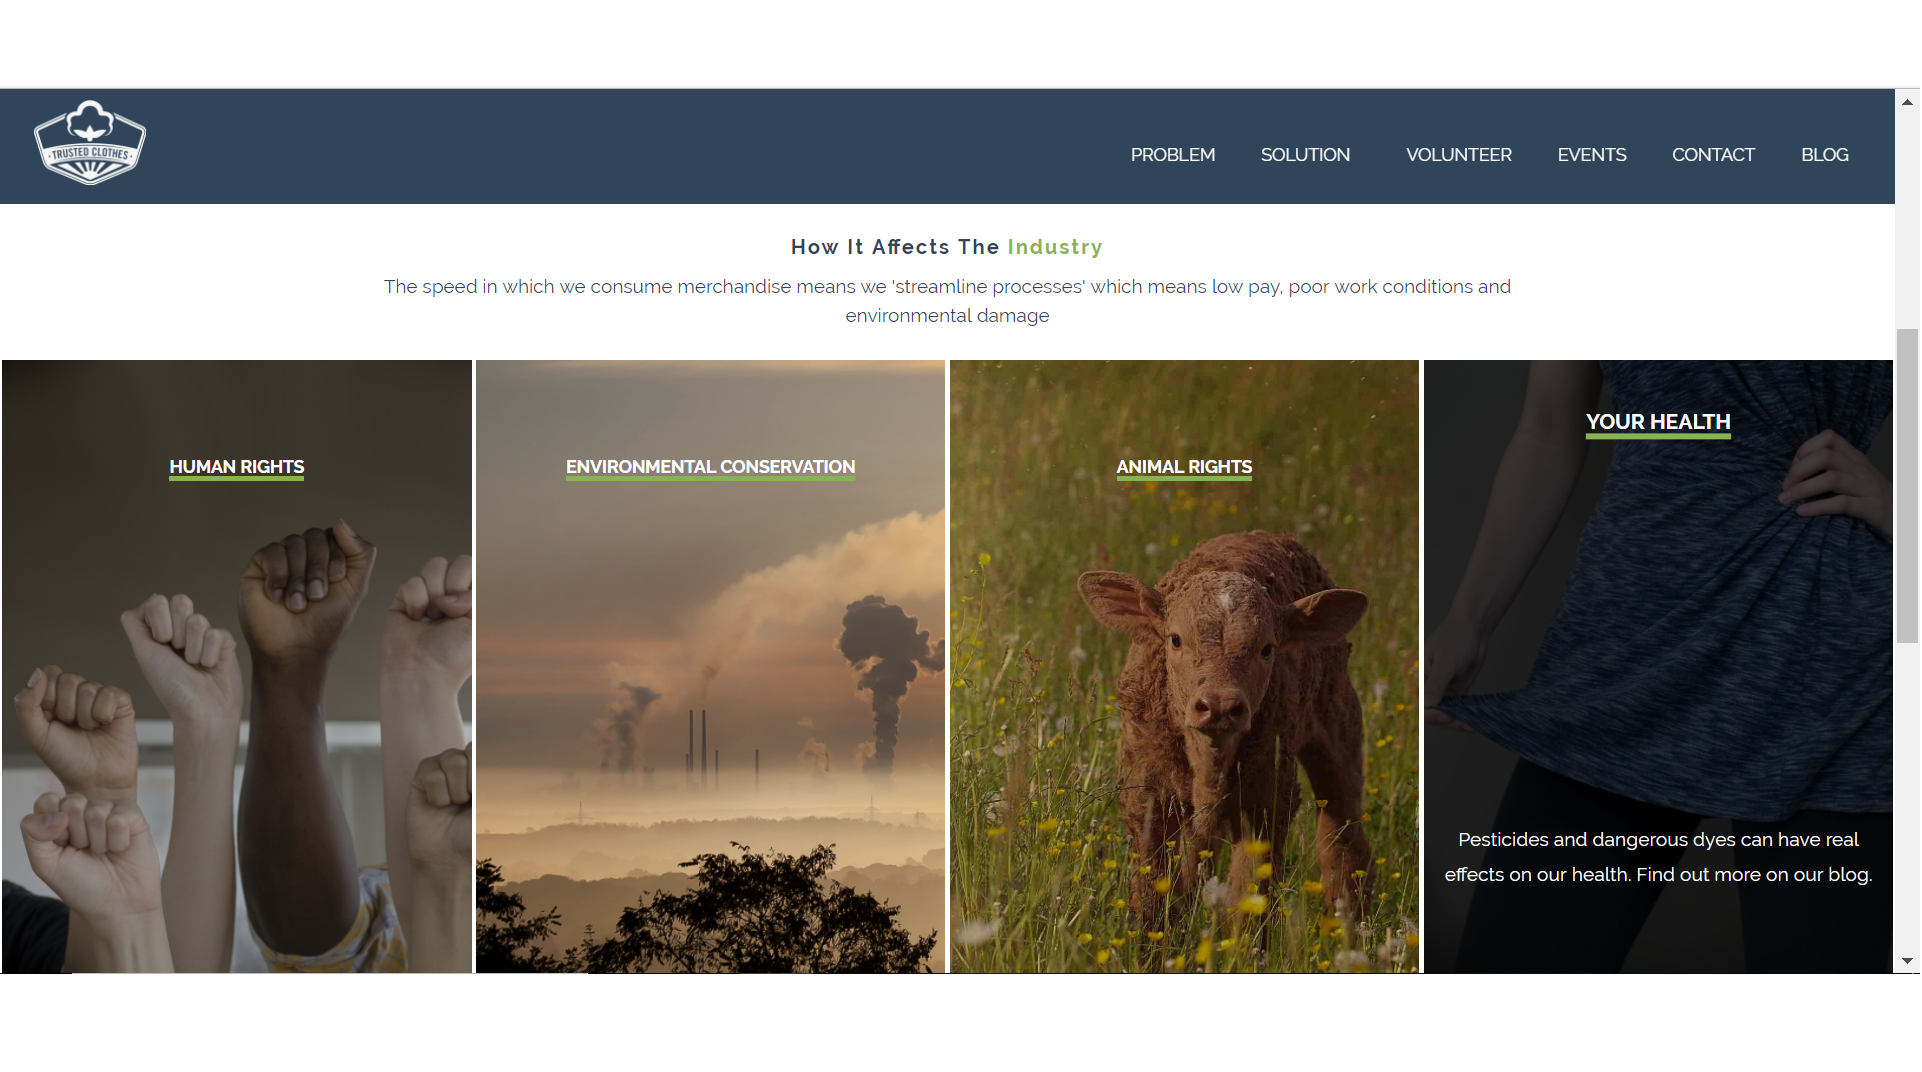 TRUSTED CLOTHES
PROBLEM SOLUTION VOLUNTEER EVENTS CONTACT BLOG
How It Affects The Industry
The speed in which we consume merchandise means we 'streamline processes' which means low pay, poor work conditions and
environmental damage
HUMAN RIGHTS
ENVIRONMENTAL CONSERVATION
ANIMAL RIGHTS
YOUR HEALTH
Pesticides and dangerous dyes can have real
effects on our health. Find out more on our blog.